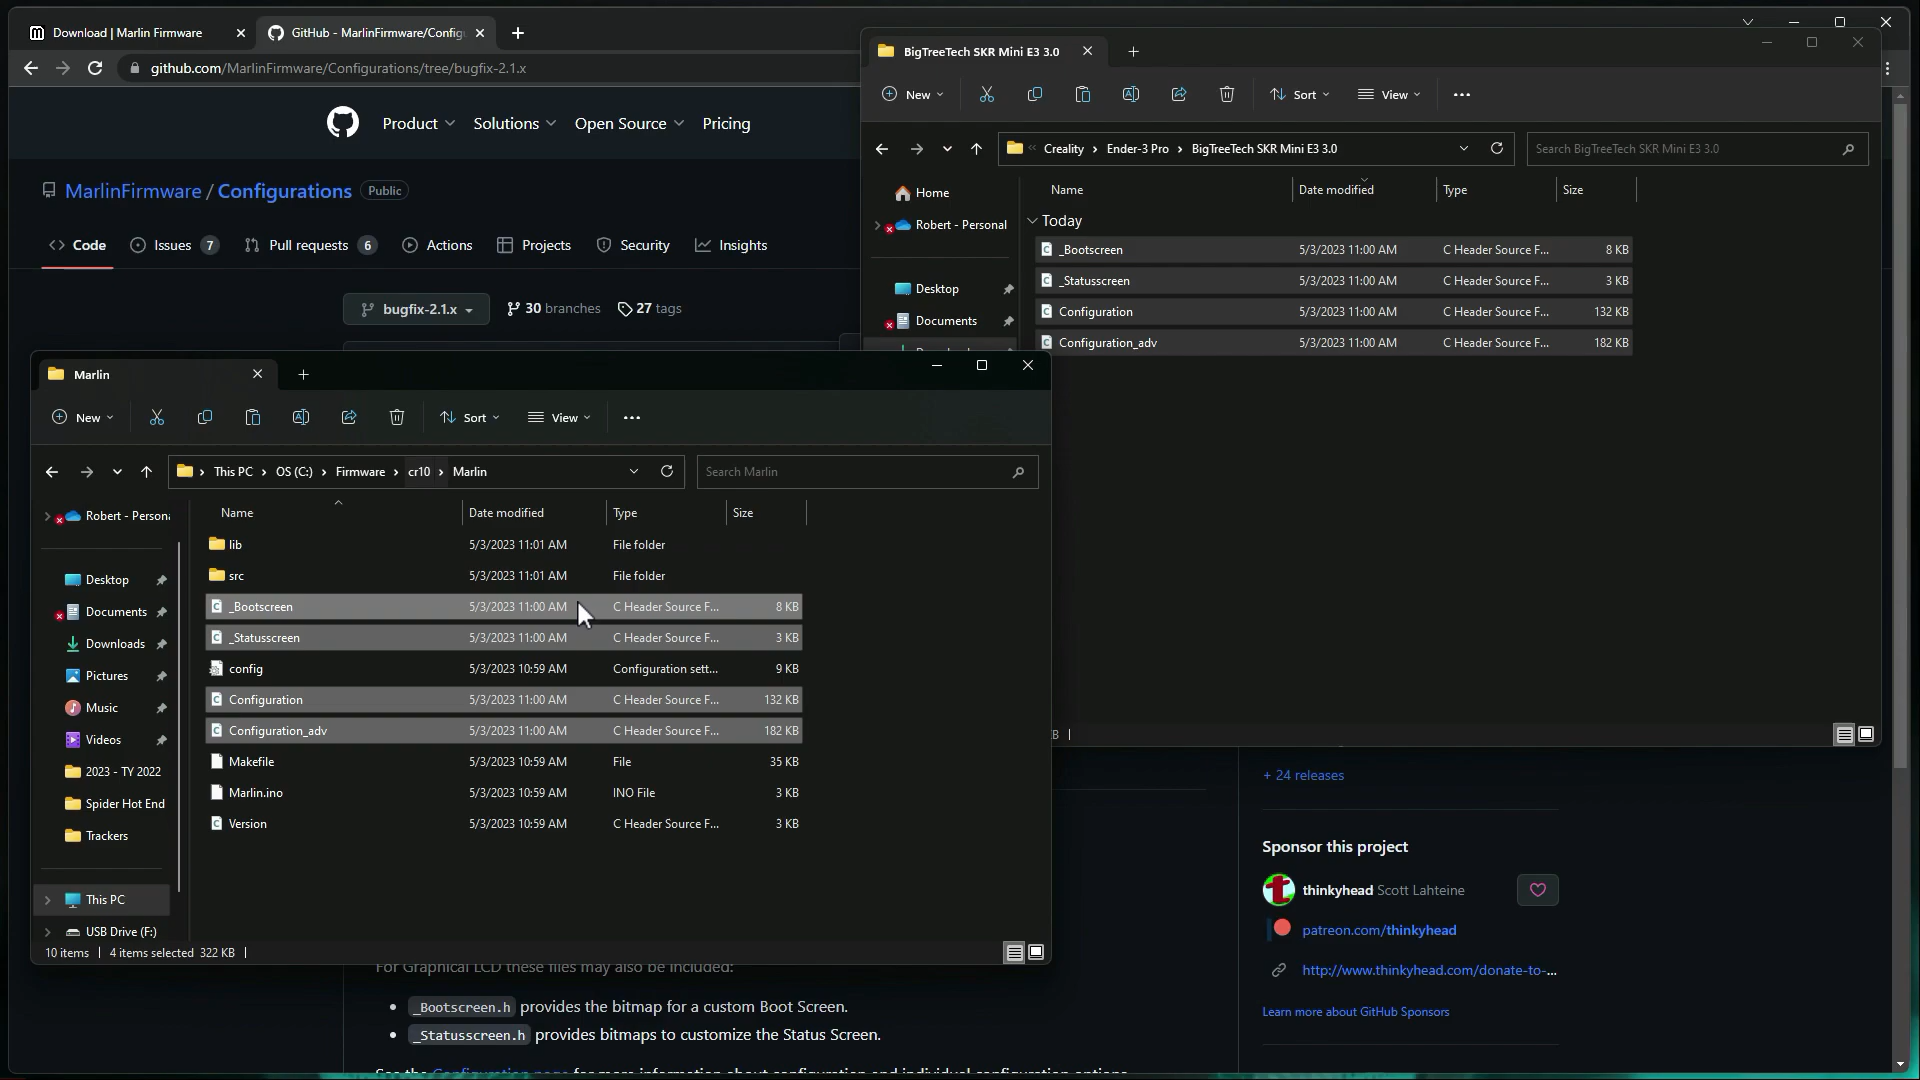 Download | Marlin Firmware
GitHub - MarlinFirmware/Config
github.com/MarlinFirmware/Configurations/tree/bugfix-2.1.x
Product
Solutions
Open Source
Pricing
MarlinFirmware / Configurations
Public
Code
Issues 7
Pull requests 6
Actions
Projects
Security
Insights
bugfix-2.1.x
30 branches
27 tags
BigTreeTech SKR Mini E3 3.0
New
Sort
View
Creality > Ender-3 Pro > BigTreeTech SKR Mini E3 3.0
Search BigTreeTech SKR Mini E3 3.0
Home
Robert - Personal
Desktop
Documents
Name Date modified Type Size
Today
_Bootscreen 5/3/2023 11:00 AM C Header Source F... 8 KB
_Statusscreen 5/3/2023 11:00 AM C Header Source F... 3 KB
Configuration 5/3/2023 11:00 AM C Header Source F... 132 KB
Configuration_adv 5/3/2023 11:00 AM C Header Source F... 182 KB
Marlin
New
Sort
View
This PC > OS (C:) > Firmware > cr10 > Marlin
Search Marlin
Robert - Persona
Desktop
Documents
Downloads
Pictures
Music
Videos
2023 - TY 2022
Spider Hot End
Trackers
This PC
USB Drive (F:)
Name Date modified Type Size
lib 5/3/2023 11:01 AM File folder
src 5/3/2023 11:01 AM File folder
_Bootscreen 5/3/2023 11:00 AM C Header Source F... 8 KB
_Statusscreen 5/3/2023 11:00 AM C Header Source F... 3 KB
config 5/3/2023 10:59 AM Configuration sett... 9 KB
Configuration 5/3/2023 11:00 AM C Header Source F... 132 KB
Configuration_adv 5/3/2023 11:00 AM C Header Source F... 182 KB
Makefile 5/3/2023 10:59 AM File 35 KB
Marlin.ino 5/3/2023 10:59 AM INO File 3 KB
Version 5/3/2023 10:59 AM C Header Source F... 3 KB
10 items | 4 items selected 322 KB |
B |
+ 24 releases
Sponsor this project
thinkyhead Scott Lahteine
patreon.com/thinkyhead
http://www.thinkyhead.com/donate-to-...
Learn more about GitHub Sponsors
For Graphical LCD these files may also be included:
_Bootscreen.h provides the bitmap for a custom Boot Screen.
_Statusscreen.h provides bitmaps to customize the Status Screen.
See the Configuration page for more information about configuration and individual configuration options.